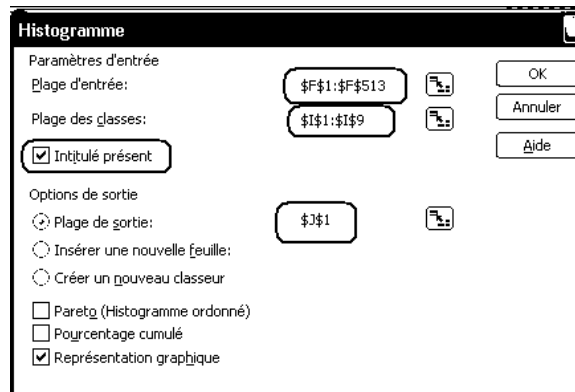 Histogramme
Paramètres d'entrée
Plage d'entrée: $F$1:$F$513
Plage des classes: $I$1:$I$9
Intitulé présent
OK
Annuler
Aide
Options de sortie
Plage de sortie: $J$1
Insérer une nouvelle feuille:
Créer un nouveau classeur
Pareto (Histogramme ordonné)
Pourcentage cumulé
Représentation graphique